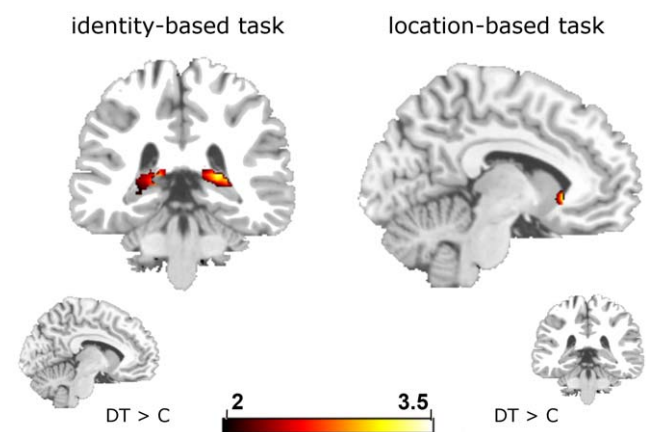 identity-based task
location-based task
DT > C
2
3.5
DT > C